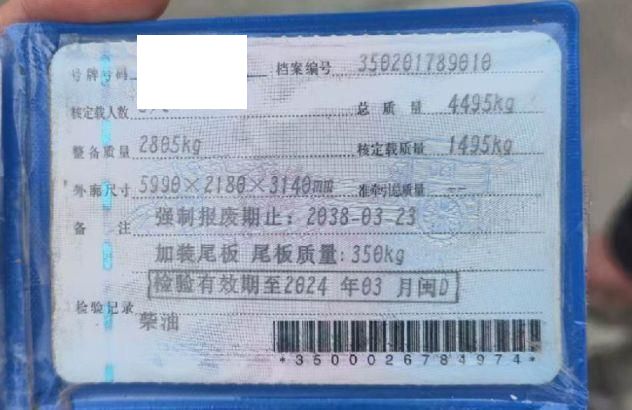 号牌号码 档案编号 350201789010
核定载人数 总质量 4495kg
整备质量 2805kg 核定载质量 1495kg
外廓尺寸 5990×2180×3140mm 准牵引总质量 --
备注 强制报废期止：2038-03-23
加装尾板 尾板质量:350kg
检验有效期至2024 年03 月闽D
检验记录
柴油
*3500026784974*